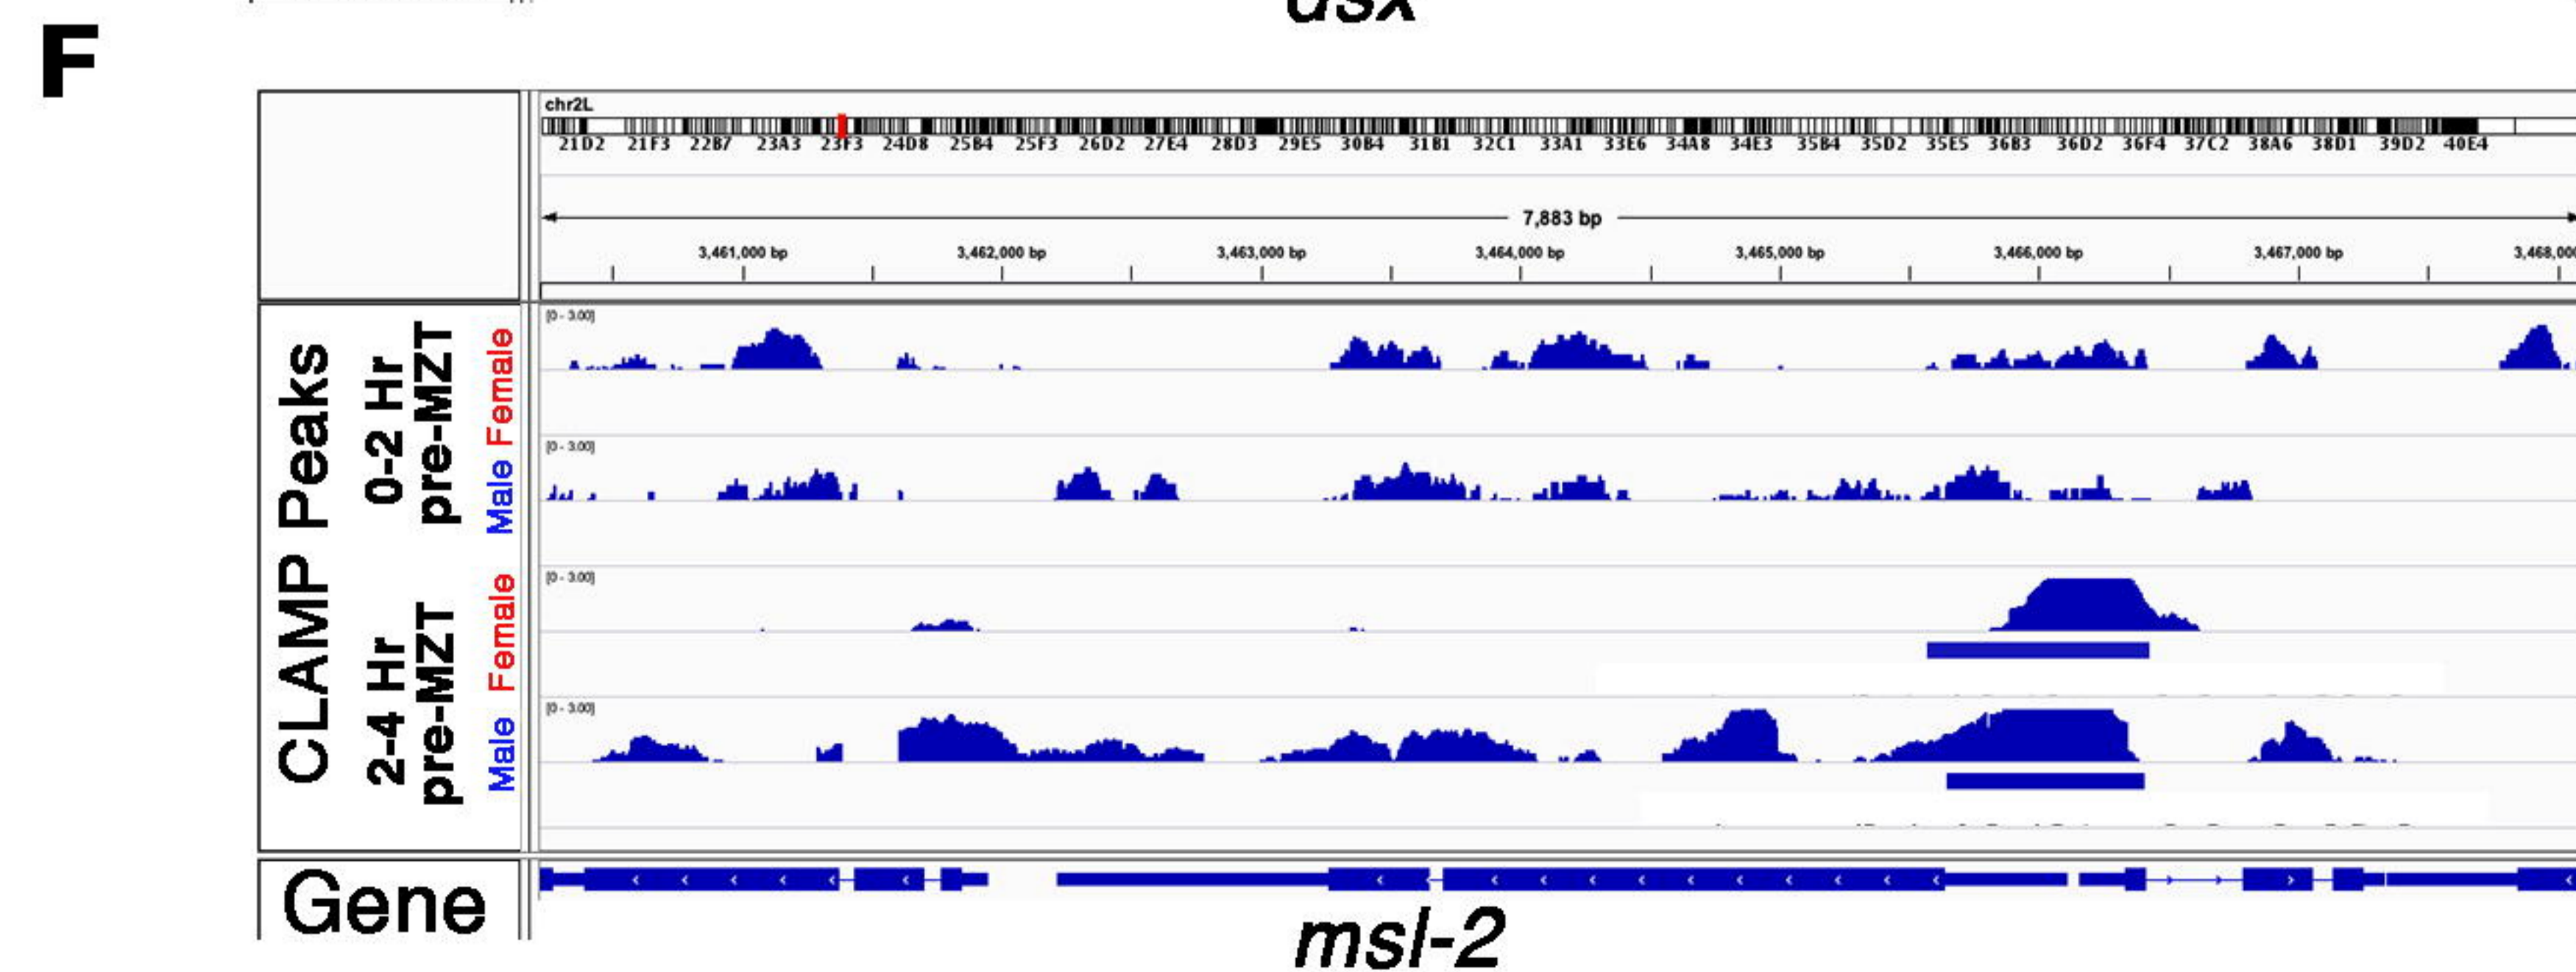 dsx
F
chr2L
21D2 21F3 22B7 23A3 23F3 24D8 25B4 25F3 26D2 27E4 28D3 29E5 30B4 31B1 32C1 33A1 33E6 34A8 34E3 35B4 35D2 35E5 36B3 36D2 36F4 37C2 38A6 38D1 39D2 40E4
7,883 bp
3,461,000 bp 3,462,000 bp 3,463,000 bp 3,464,000 bp 3,465,000 bp 3,466,000 bp 3,467,000 bp 3,468,00
CLAMP Peaks
0-2 Hr
pre-MZT
Female
[0 - 3.00]
Male
[0 - 3.00]
2-4 Hr
pre-MZT
Female
[0 - 3.00]
Male
[0 - 3.00]
Gene
msl-2